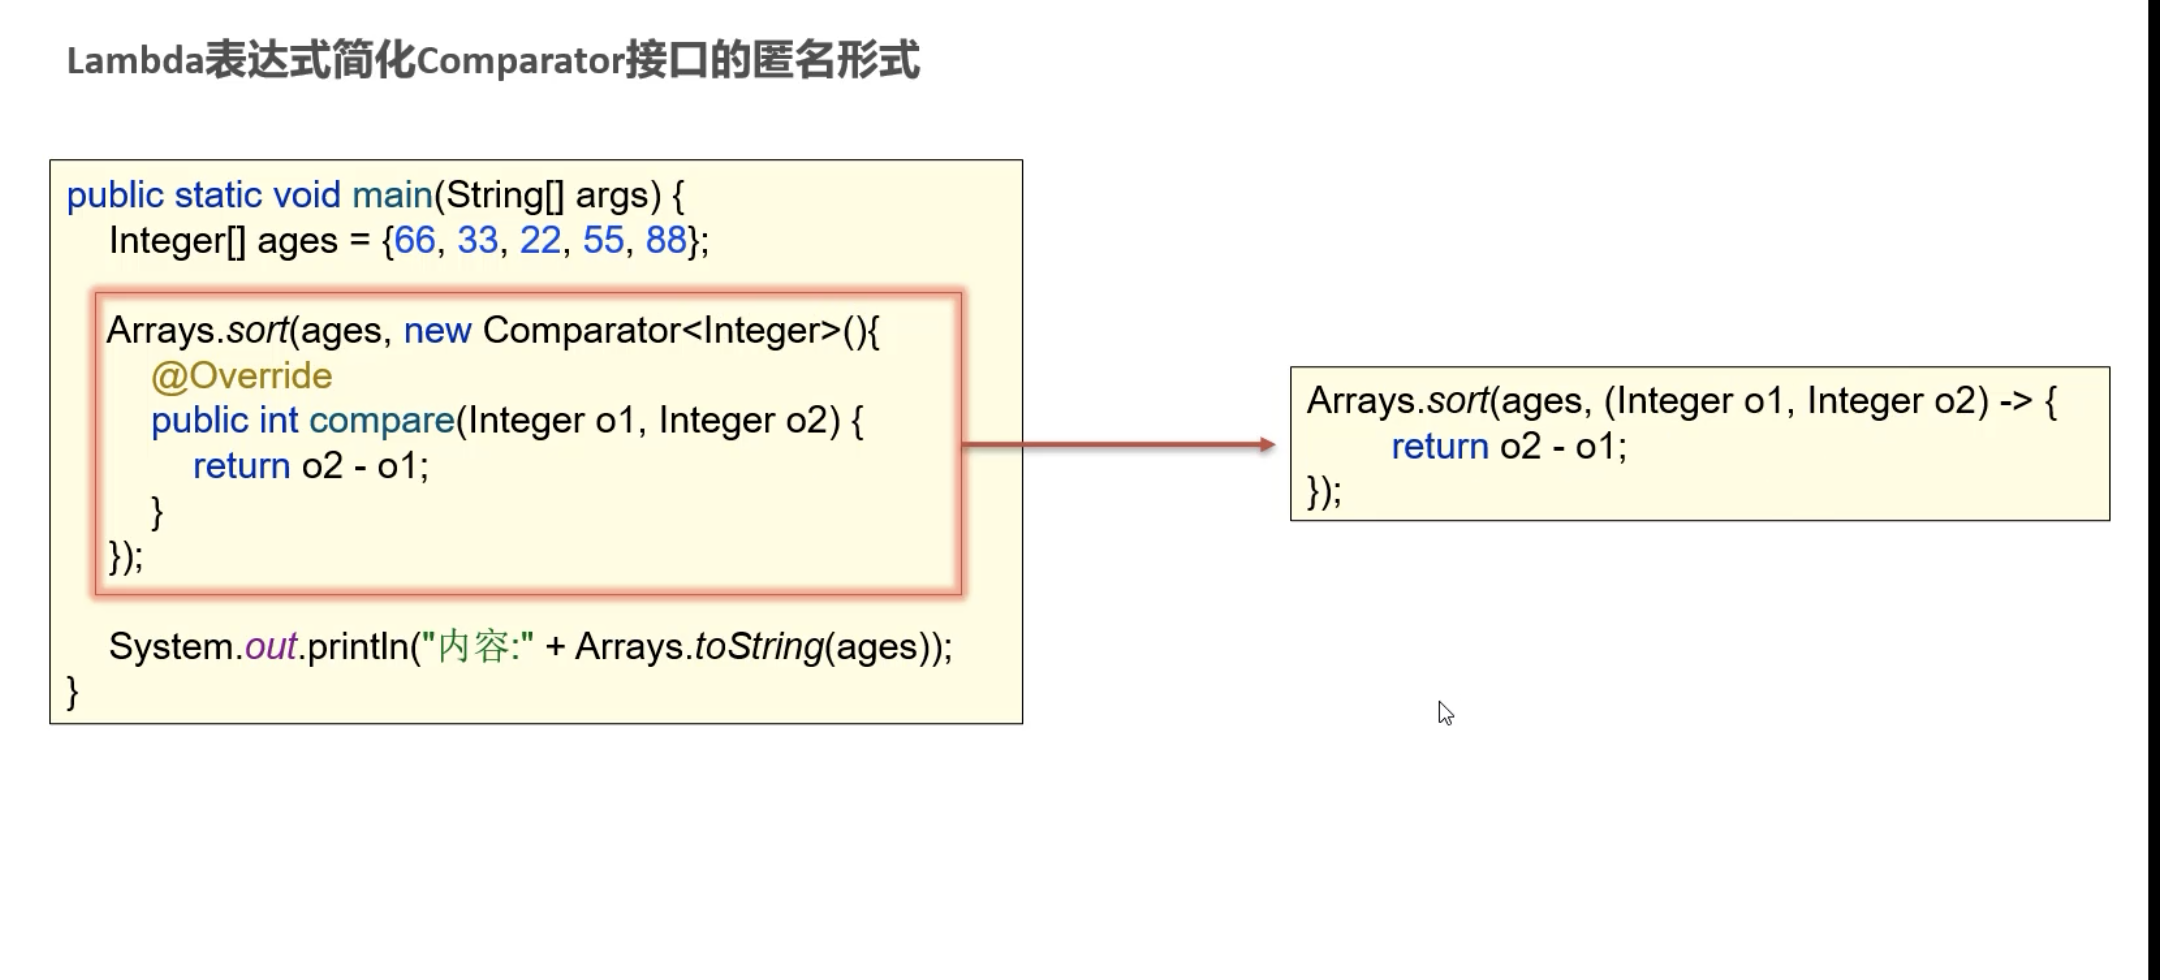 Lambda表达式简化Comparator接口的匿名形式
public static void main(String[] args) {
Integer[] ages = {66, 33, 22, 55, 88};
Arrays.sort(ages, new Comparator<Integer>(){
@Override
public int compare(Integer o1, Integer o2) {
return o2 - o1;
}
});
System.out.println("内容:" + Arrays.toString(ages));
}
Arrays.sort(ages, (Integer o1, Integer o2) -> {
return o2 - o1;
});